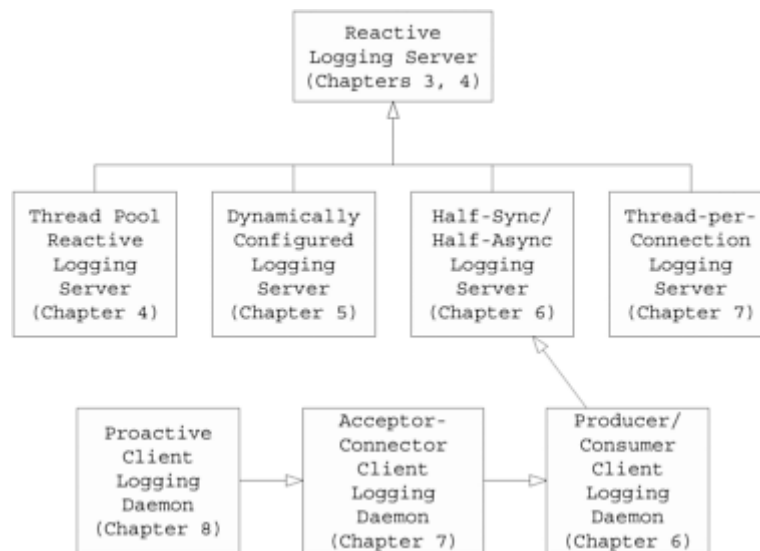 Reactive
Logging Server
(Chapters 3, 4)
Thread Pool
Reactive
Logging
Server
(Chapter 4)
Dynamically
Configured
Logging
Server
(Chapter 5)
Half-Sync/
Half-Async
Logging
Server
(Chapter 6)
Thread-per-
Connection
Logging
Server
(Chapter 7)
Proactive
Client
Logging
Daemon
(Chapter 8)
Acceptor-
Connector
Client
Logging
Daemon
(Chapter 7)
Producer/
Consumer
Client
Logging
Daemon
(Chapter 6)